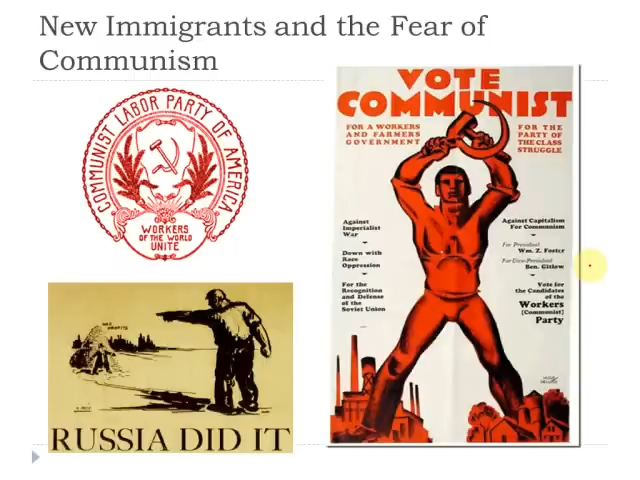 New Immigrants and the Fear of
Communism
COMMUNIST LABOR PARTY OF AMERICA
WORKERS
OF THE WORLD
UNITE
RUSSIA DID IT
VOTE
COMMUNIST
FOR A WORKERS
AND FARMERS
GOVERNMENT
FOR THE
PARTY OF
THE CLASS
STRUGGLE
Against
Imperialist
War
Down with
Race
Oppression
For the
Recognition
and Defense
of the
Soviet Union
Against Capitalism
For Communism
For President
Wm. Z. Foster
For Vice-President
Ben. Gitlow
Vote for
the Candidates
of the
Workers
(Communist)
Party